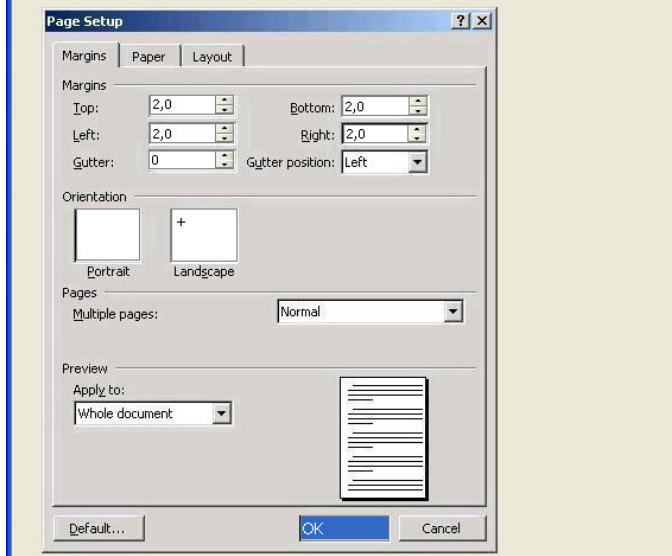 Page Setup ? X
Margins Paper Layout
Margins
Top: 2,0 Bottom: 2,0
Left: 2,0 Right: 2,0
Gutter: 0 Gutter position: Left
Orientation
+
Portrait Landscape
Pages
Multiple pages: Normal
Preview
Apply to:
Whole document
Default... OK Cancel